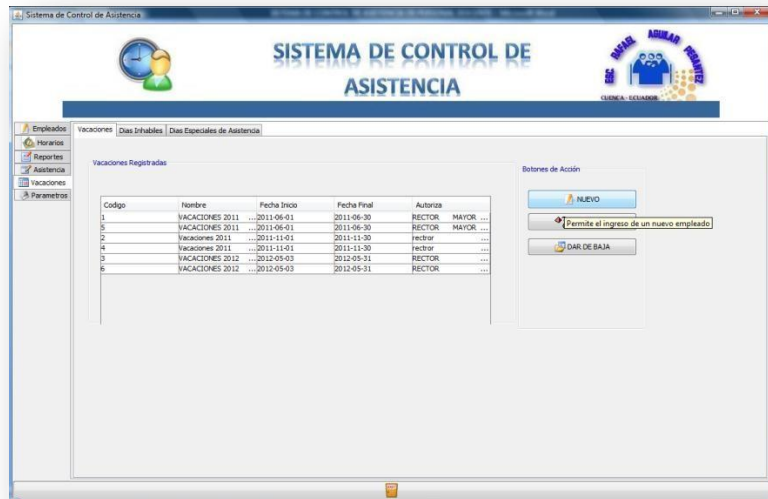 Sistema de Control de Asistencia
SISTEMA DE CONTROL DE
ASISTENCIA
ESC RAFAEL AGUILAR PESANTEZ
CUENCA - ECUADOR
Empleados
Horarios
Reportes
Asistencia
Vacaciones
Parametros
Vacaciones Dias Inhabiles Dias Especiales de Asistencia
Vacaciones Registradas
Codigo Nombre Fecha Inicio Fecha Final Autoriza
1 VACACIONES 2011 ... 2011-06-01 2011-06-30 RECTOR MAYOR ...
5 VACACIONES 2011 ... 2011-06-01 2011-06-30 RECTOR MAYOR ...
2 Vacaciones 2011 ... 2011-11-01 2011-11-30 rectror ...
4 Vacaciones 2011 ... 2011-11-01 2011-11-30 rectror ...
3 VACACIONES 2012 ... 2012-05-03 2012-05-31 RECTOR ...
6 VACACIONES 2012 ... 2012-05-03 2012-05-31 RECTOR ...
Botones de Acción
NUEVO
Permite el ingreso de un nuevo empleado
DAR DE BAJA